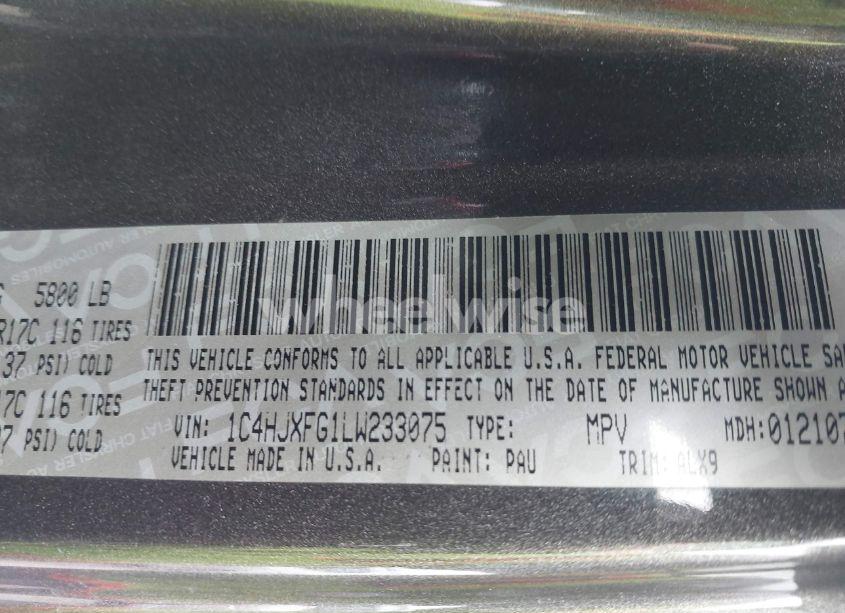 G 5800 LB
R17C 116 TIRES
37 PSI) COLD
17C 116 TIRES
37 PSI) COLD
wheelwise
THIS VEHICLE CONFORMS TO ALL APPLICABLE U.S.A. FEDERAL MOTOR VEHICLE SA
THEFT PREVENTION STANDARDS IN EFFECT ON THE DATE OF MANUFACTURE SHOWN A
VIN: 1C4HJXFG1LW233075 TYPE: MPV MDH:012107
VEHICLE MADE IN U.S.A. PAINT: PAU TRIM: ALX9